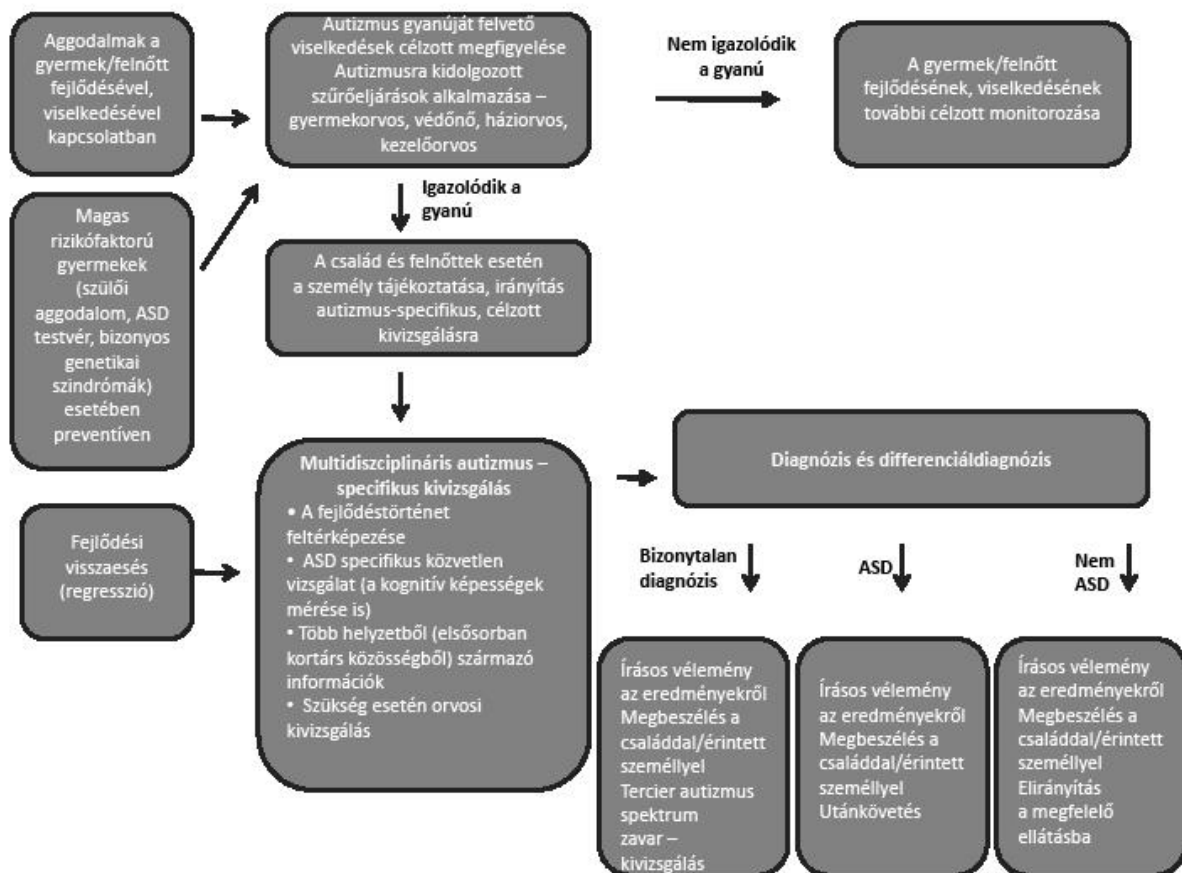 Aggodalmak a
gyermek/felnőtt
fejlődésével,
viselkedésével
kapcsolatban
Autizmus gyanúját felvető
viselkedések célzott megfigyelése
Autizmusra kidolgozott
szűrőeljárások alkalmazása –
gyermekorvos, védőnő, háziorvos,
kezelőorvos
Nem igazolódik
a gyanú
A gyermek/felnőtt
fejlődésének, viselkedésének
további célzott monitorozása
Magas
rizikófaktorú
gyermekek
(szülői
aggodalom, ASD
testvér, bizonyos
genetikai
szindrómák)
esetében
preventíven
Igazolódik a
gyanú
A család és felnőttek esetén
a személy tájékoztatása, irányítás
autizmus-specifikus, célzott
kivizsgálásra
Fejlődési
visszaesés
(regresszió)
Multidiszciplináris autizmus –
specifikus kivizsgálás
• A fejlődéstörténet
feltérképezése
• ASD specifikus közvetlen
vizsgálat (a kognitív képességek
mérése is)
• Több helyzetből (elsősorban
kortárs közösségből) származó
információk
• Szükség esetén orvosi
kivizsgálás
Diagnózis és differenciáldiagnózis
Bizonytalan
diagnózis
ASD
Nem
ASD
Írásos vélemény
az eredményekről
Megbeszélés a
családdal/érintett
személlyel
Tercier autizmus
spektrum
zavar –
kivizsgálás
Írásos vélemény
az eredményekről
Megbeszélés a
családdal/érintett
személlyel
Utánkövetés
Írásos vélemény
az eredményekről
Megbeszélés a
családdal/érintett
személlyel
Elirányítás
a megfelelő
ellátásba